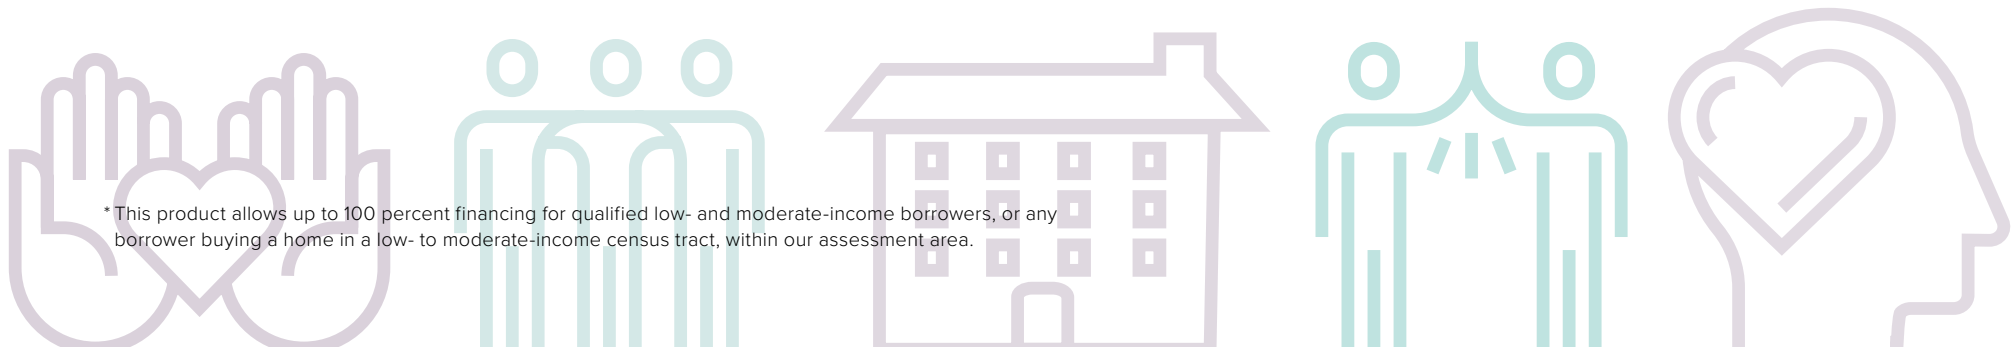 * This product allows up to 100 percent financing for qualified low- and moderate-income borrowers, or any
borrower buying a home in a low- to moderate-income census tract, within our assessment area.